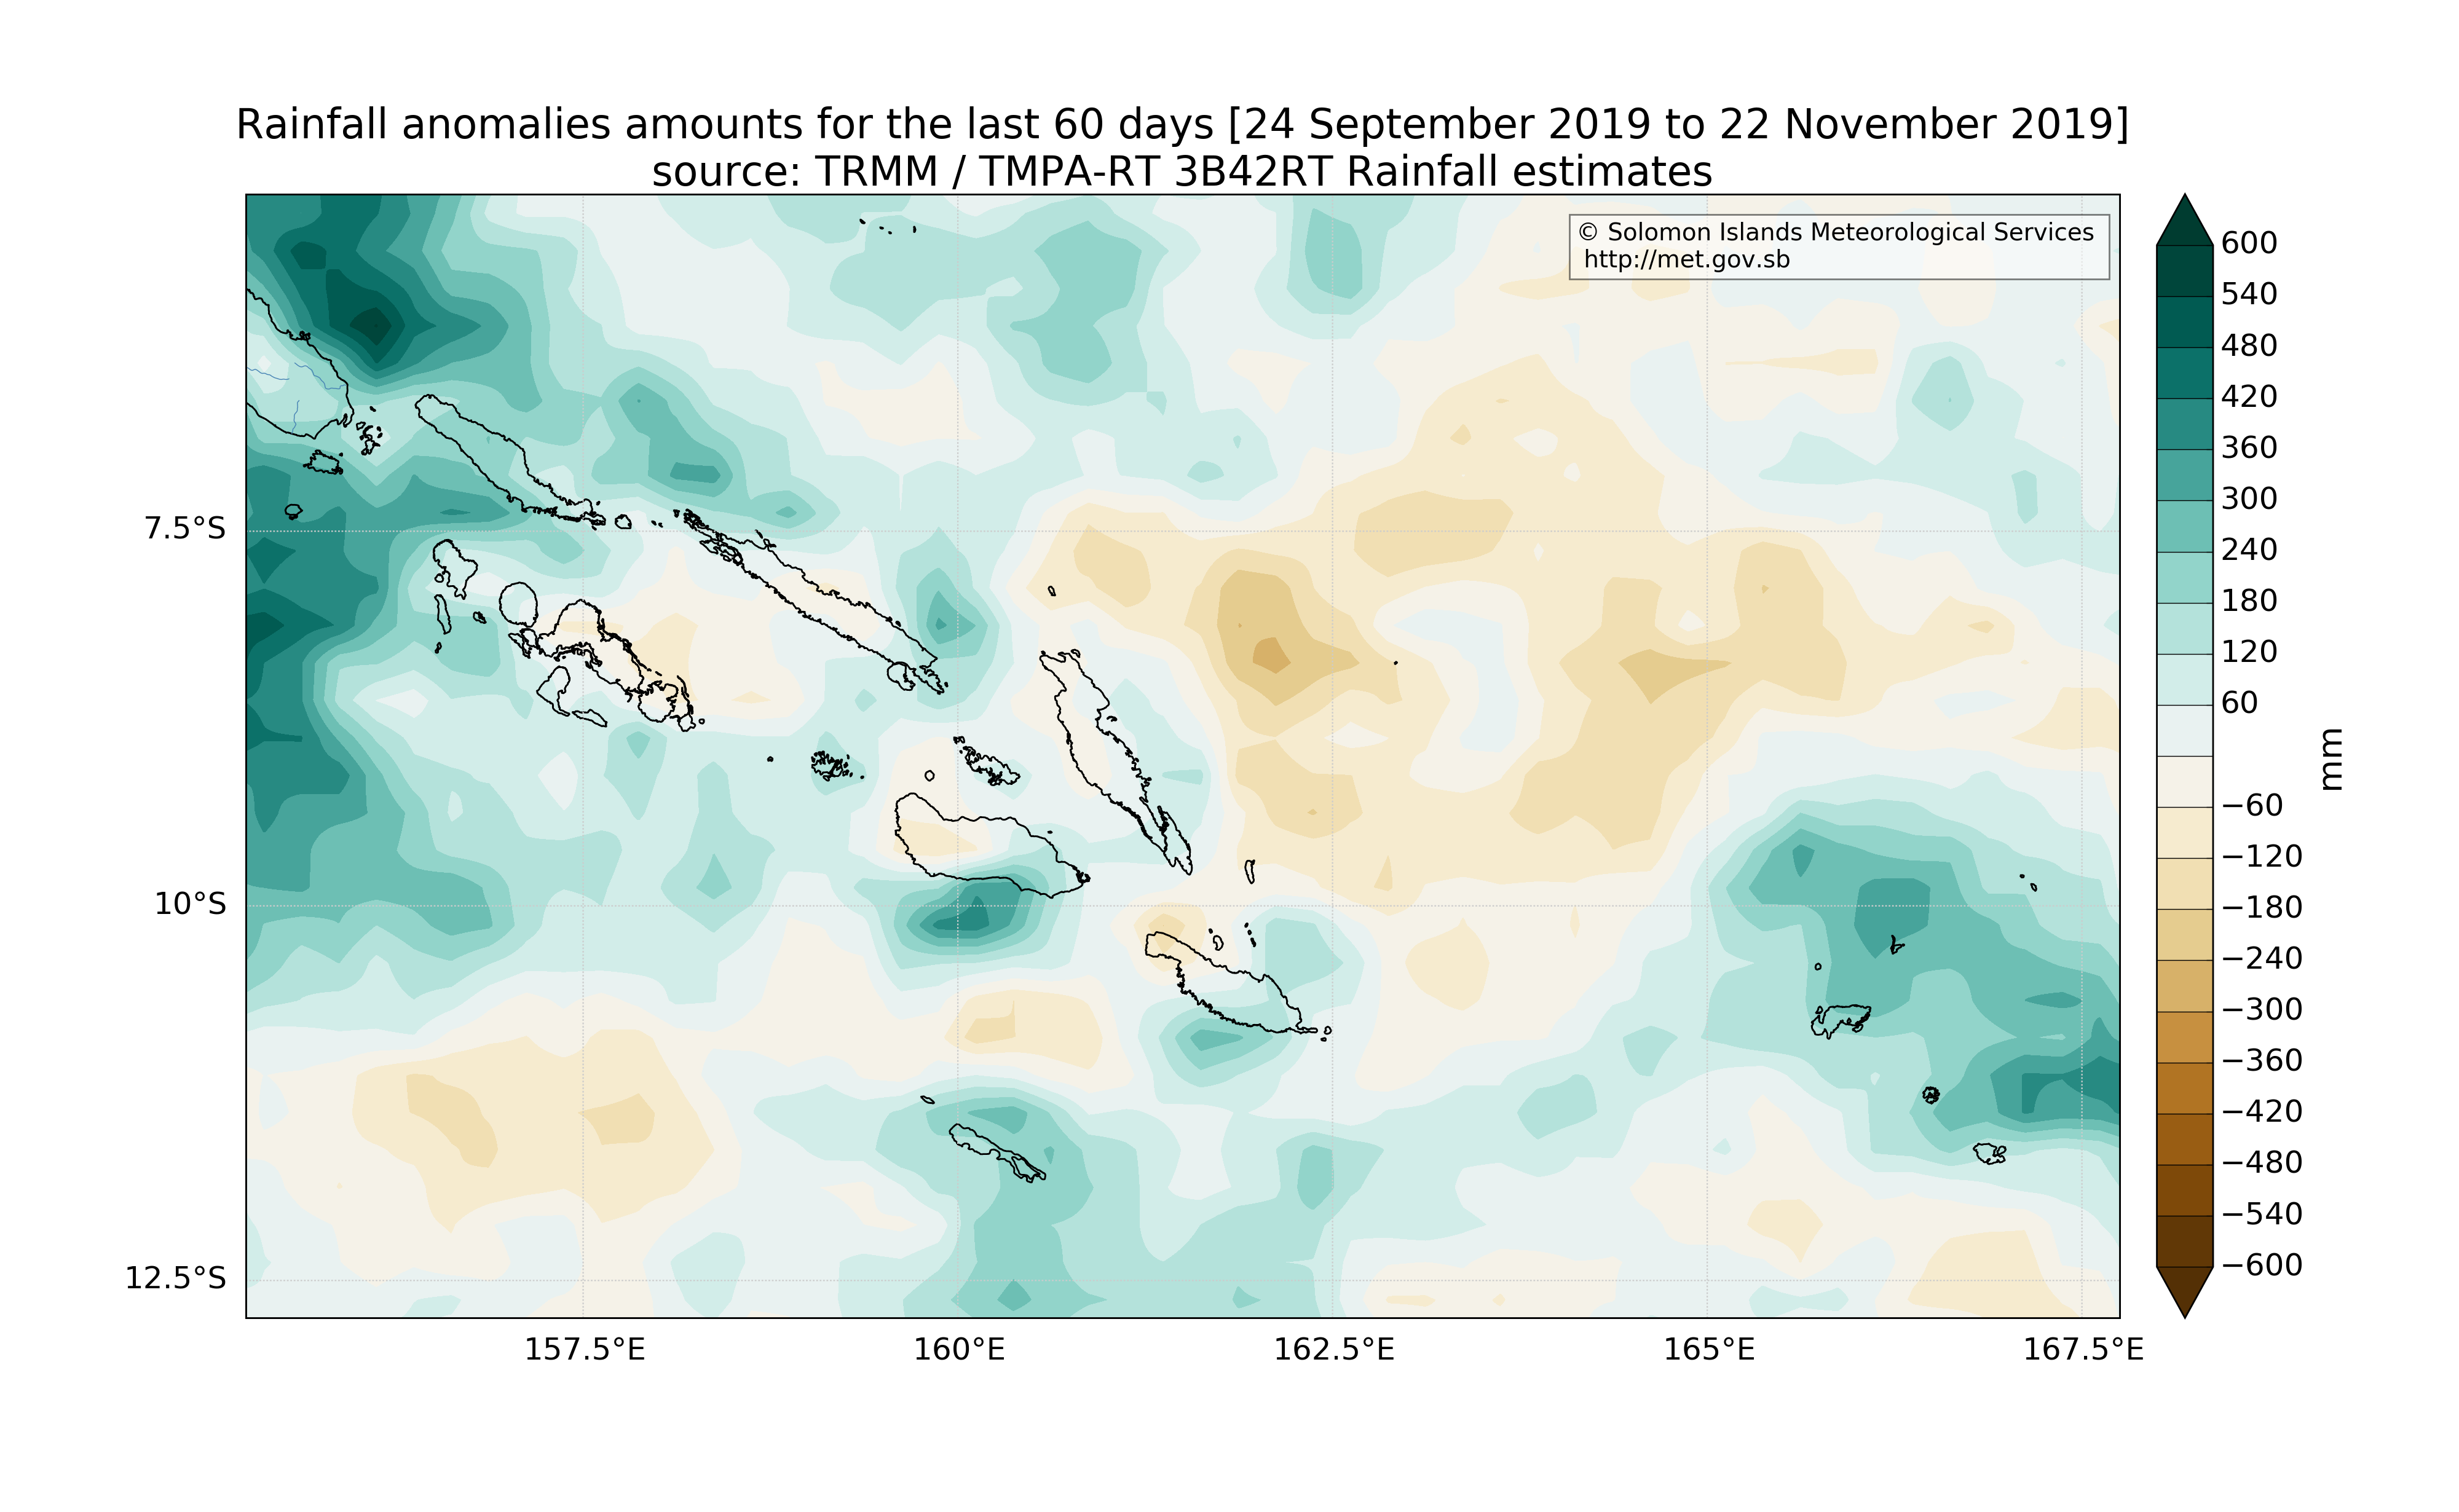 Rainfall anomalies amounts for the last 60 days [24 September 2019 to 22 November 2019]
source: TRMM / TMPA-RT 3B42RT Rainfall estimates
© Solomon Islands Meteorological Services
http://met.gov.sb
7.5°S
10°S
12.5°S
157.5°E
160°E
162.5°E
165°E
167.5°E
600
540
480
420
360
300
240
180
120
60
−60
−120
−180
−240
−300
−360
−420
−480
−540
−600
mm